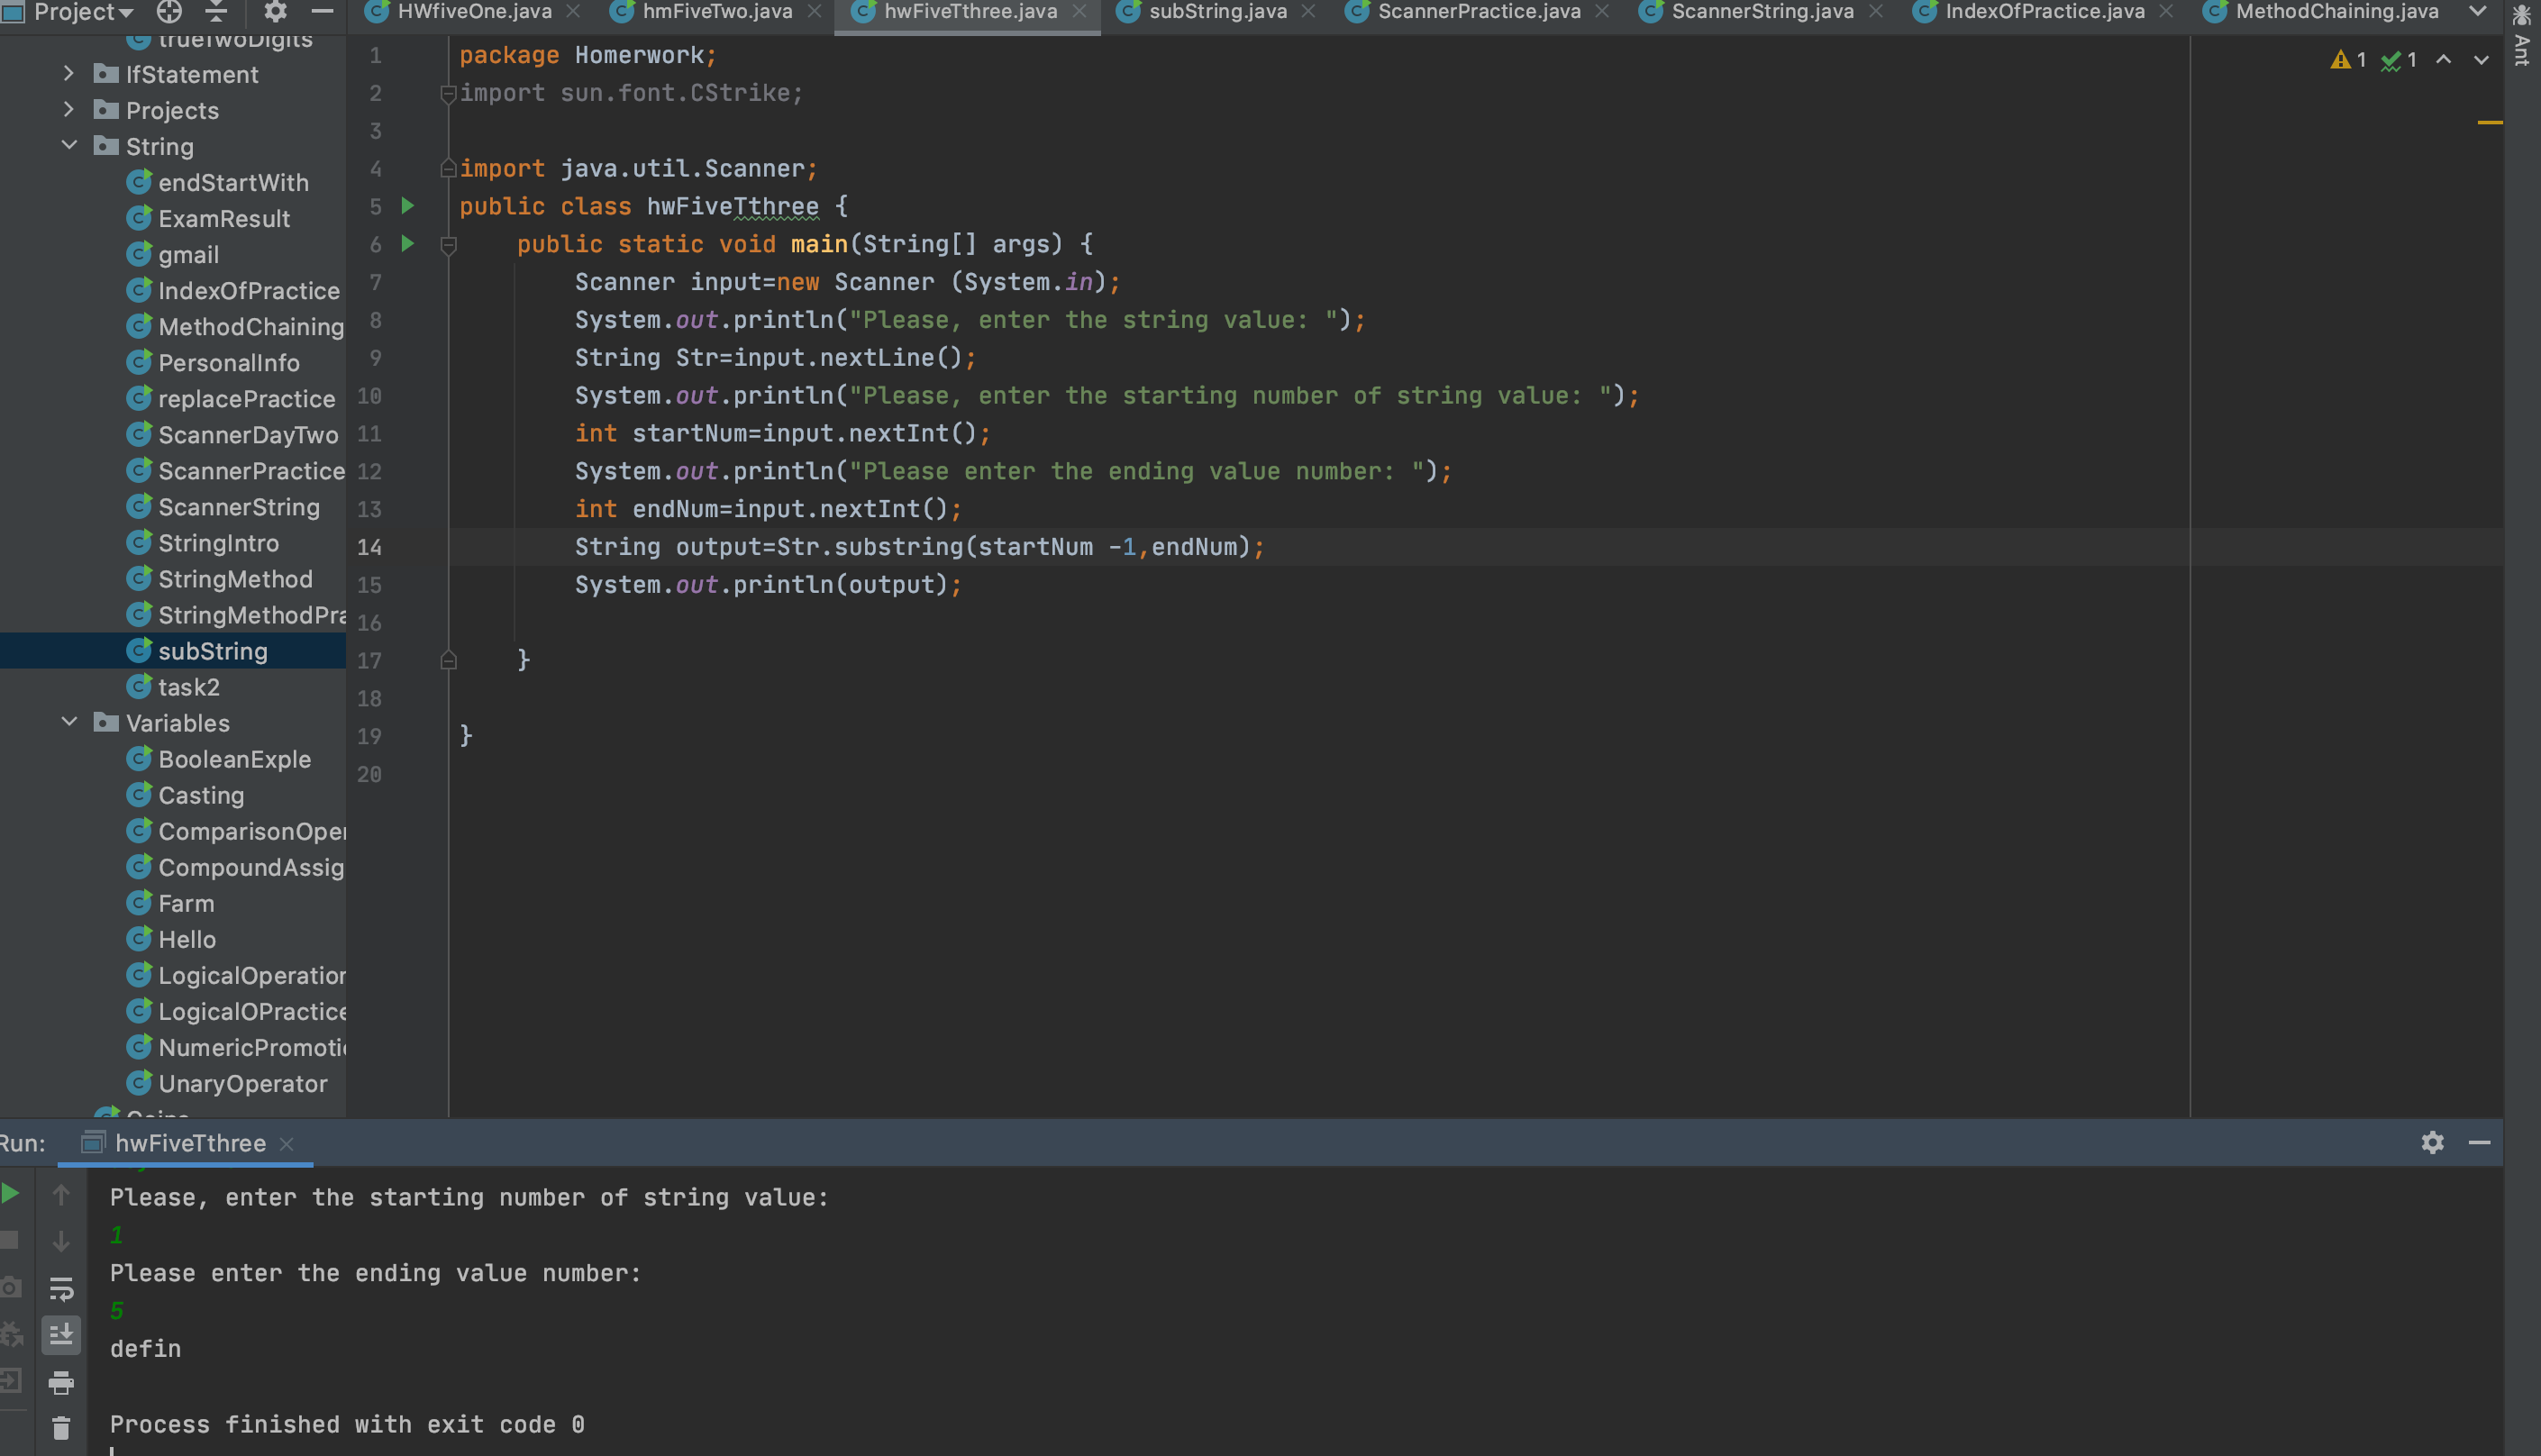 Project
HWfiveOne.java
hmFiveTwo.java
hwFiveTthree.java
subString.java
ScannerPractice.java
ScannerString.java
IndexOfPractice.java
MethodChaining.java
Ant
trueTwoDigits
IfStatement
Projects
String
endStartWith
ExamResult
gmail
IndexOfPractice
MethodChaining
PersonalInfo
replacePractice
ScannerDayTwo
ScannerPractice
ScannerString
StringIntro
StringMethod
StringMethodPra
subString
task2
Variables
BooleanExple
Casting
ComparisonOper
CompoundAssig
Farm
Hello
LogicalOperation
LogicalOPractice
NumericPromotio
UnaryOperator
1 package Homerwork;
2 import sun.font.CStrike;
3
4 import java.util.Scanner;
5 public class hwFiveTthree {
6 public static void main(String[] args) {
7 Scanner input=new Scanner (System.in);
8 System.out.println("Please, enter the string value: ");
9 String Str=input.nextLine();
10 System.out.println("Please, enter the starting number of string value: ");
11 int startNum=input.nextInt();
12 System.out.println("Please enter the ending value number: ");
13 int endNum=input.nextInt();
14 String output=Str.substring(startNum -1,endNum);
15 System.out.println(output);
16
17 }
18
19 }
20
1 1
Run: hwFiveTthree
Please, enter the starting number of string value:
1
Please enter the ending value number:
5
defin
Process finished with exit code 0